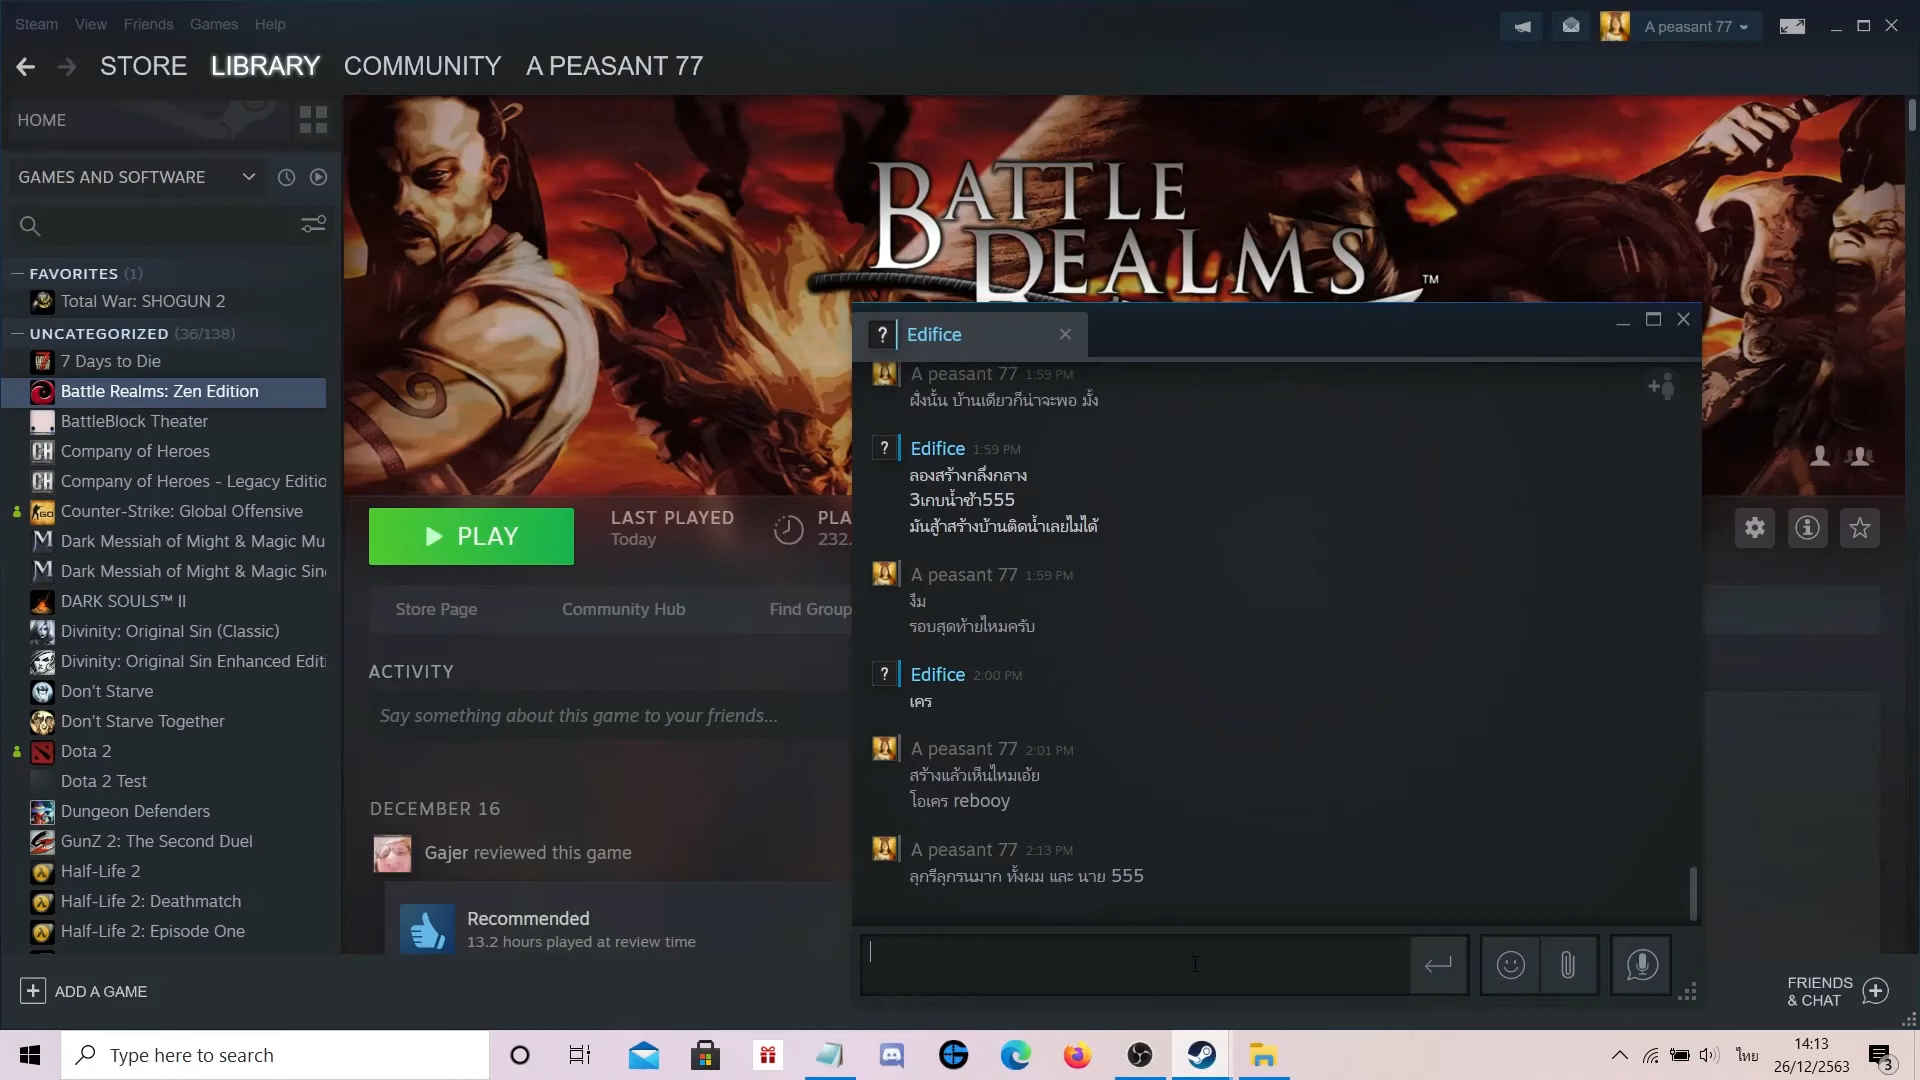 Steam View Friends Games Help
A peasant 77
STORE LIBRARY COMMUNITY A PEASANT 77
HOME
GAMES AND SOFTWARE
FAVORITES (1)
Total War: SHOGUN 2
UNCATEGORIZED (36/138)
7 Days to Die
Battle Realms: Zen Edition
BattleBlock Theater
Company of Heroes
Company of Heroes - Legacy Editio
Counter-Strike: Global Offensive
Dark Messiah of Might & Magic Mu
Dark Messiah of Might & Magic Sin
DARK SOULS™ II
Divinity: Original Sin (Classic)
Divinity: Original Sin Enhanced Edit
Don't Starve
Don't Starve Together
Dota 2
Dota 2 Test
Dungeon Defenders
GunZ 2: The Second Duel
Half-Life 2
Half-Life 2: Deathmatch
Half-Life 2: Episode One
ADD A GAME
BATTLE
REALMS™
PLAY
LAST PLAYED
Today
PLA
232.
Store Page Community Hub Find Group
ACTIVITY
Say something about this game to your friends...
DECEMBER 16
Gajer reviewed this game
Recommended
13.2 hours played at review time
Edifice
A peasant 77 1:59 PM
ฝั่งนั้น บ้านเดียวก็น่าจะพอ มั้ง
Edifice 1:59 PM
ลองสร้างกลึ่งกลาง
3เกบน้ำช้า555
มันสู้าสร้างบ้านติดน้ำเลยไม่ได้
A peasant 77 1:59 PM
งึม
รอบสุดท้ายไหมครับ
Edifice 2:00 PM
เคร
A peasant 77 2:01 PM
สร้างแล้วเห็นไหมเอ้ย
โอเคร rebooy
A peasant 77 2:13 PM
ลุกรีลุกรนมาก ทั้งผม และ นาย 555
FRIENDS
& CHAT
Type here to search
ไทย
14:13
26/12/2563
3